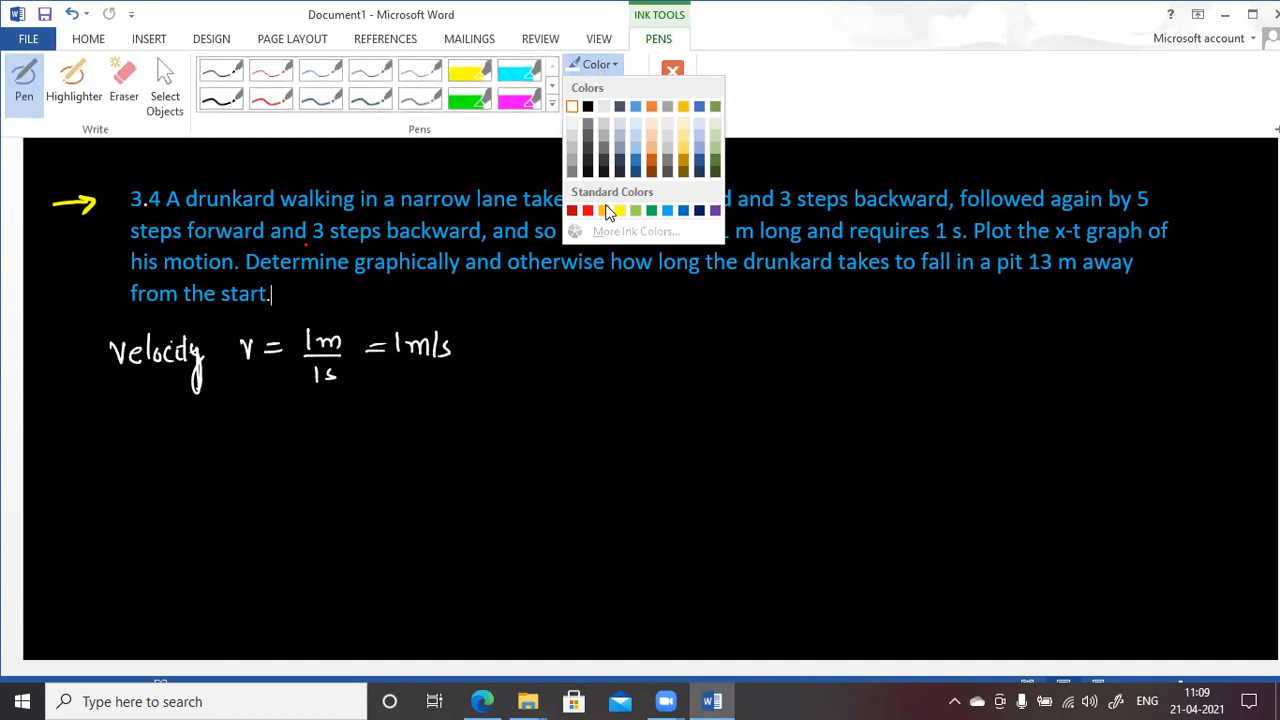 Document1 - Microsoft Word
INK TOOLS
FILE HOME INSERT DESIGN PAGE LAYOUT REFERENCES MAILINGS REVIEW VIEW PENS
Microsoft account
Pen Highlighter Eraser Select Objects
Color
Write Pens
Colors
Standard Colors
More Ink Colors...
3.4 A drunkard walking in a narrow lane take d and 3 steps backward, followed again by 5
steps forward and 3 steps backward, and so 1 m long and requires 1 s. Plot the x-t graph of
his motion. Determine graphically and otherwise how long the drunkard takes to fall in a pit 13 m away
from the start.
Velocity v = 1m/1s = 1m/s
Type here to search
ENG
11:09
21-04-2021